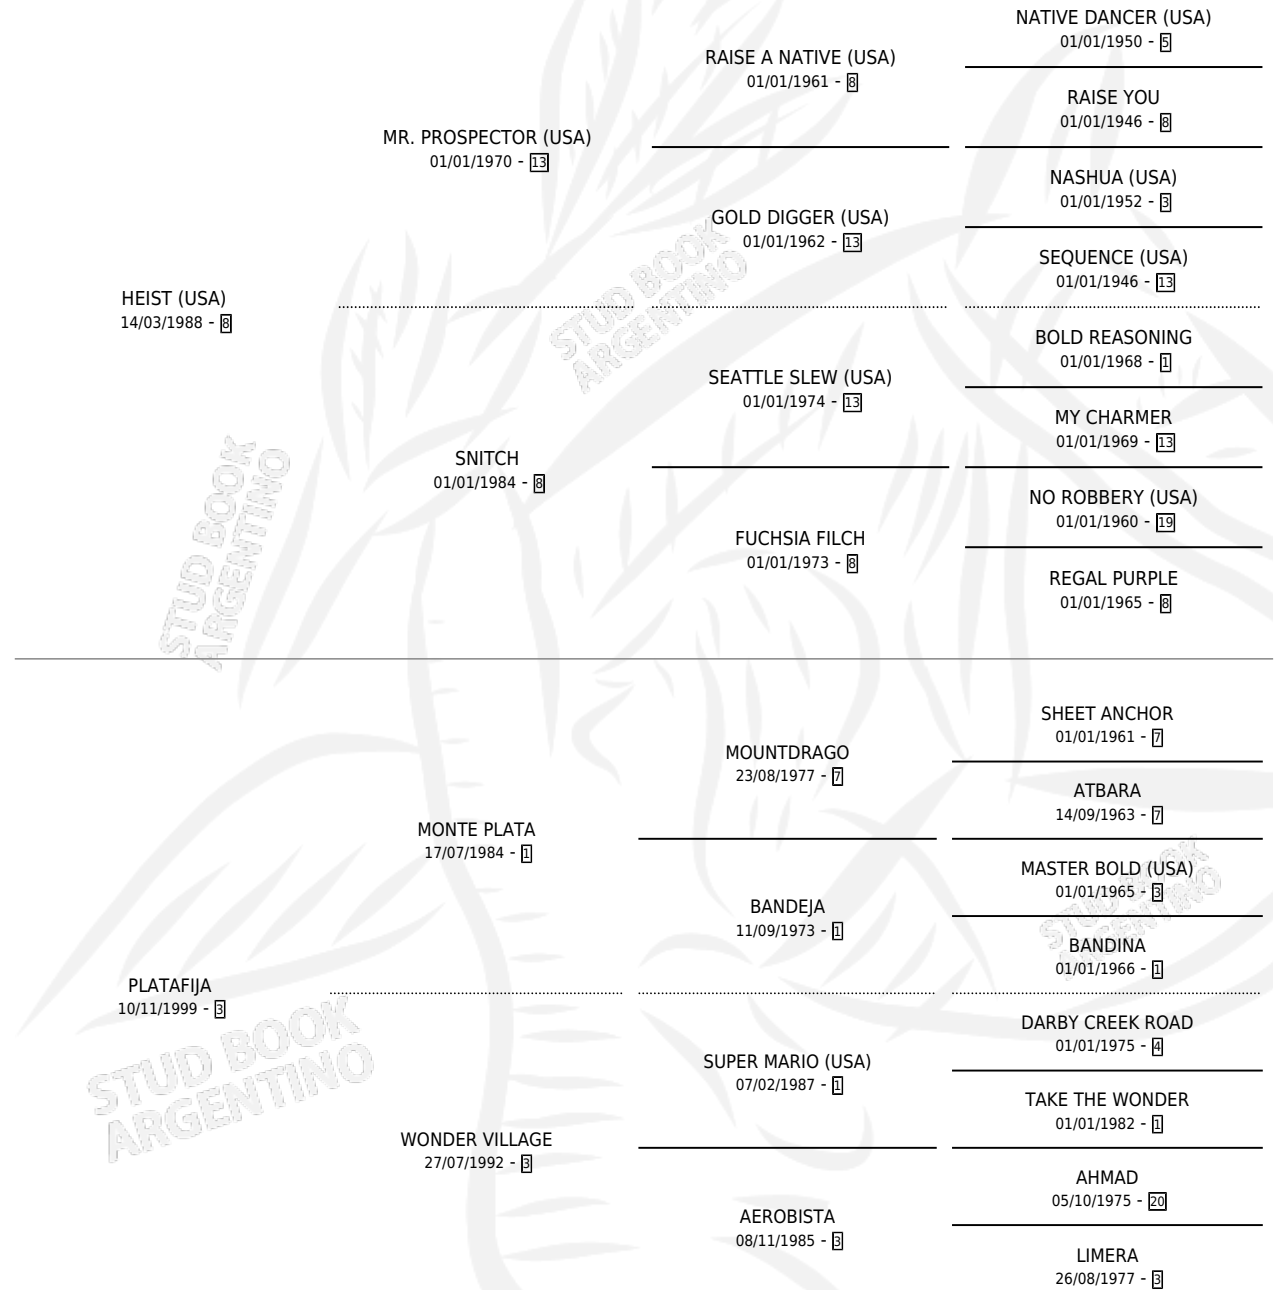 NATIVE DANCER (USA)
01/01/1950 - 5
RAISE A NATIVE (USA)
01/01/1961 - 8
RAISE YOU
01/01/1946 - 8
MR. PROSPECTOR (USA)
01/01/1970 - 13
NASHUA (USA)
01/01/1952 - 3
GOLD DIGGER (USA)
01/01/1962 - 13
SEQUENCE (USA)
01/01/1946 - 13
HEIST (USA)
14/03/1988 - 8
BOLD REASONING
01/01/1968 - 1
SEATTLE SLEW (USA)
01/01/1974 - 13
MY CHARMER
01/01/1969 - 13
SNITCH
01/01/1984 - 8
NO ROBBERY (USA)
01/01/1960 - 19
FUCHSIA FILCH
01/01/1973 - 8
REGAL PURPLE
01/01/1965 - 8
SHEET ANCHOR
01/01/1961 - 7
MOUNTDRAGO
23/08/1977 - 7
ATBARA
14/09/1963 - 7
MONTE PLATA
17/07/1984 - 1
MASTER BOLD (USA)
01/01/1965 - 3
BANDEJA
11/09/1973 - 1
BANDINA
01/01/1966 - 1
PLATAFIJA
10/11/1999 - 3
DARBY CREEK ROAD
01/01/1975 - 4
SUPER MARIO (USA)
07/02/1987 - 1
TAKE THE WONDER
01/01/1982 - 1
WONDER VILLAGE
27/07/1992 - 3
AHMAD
05/10/1975 - 20
AEROBISTA
08/11/1985 - 3
LIMERA
26/08/1977 - 3
STUD BOOK
ARGENTINO
STUD BOOK
ARGENTINO
STUD BOOK
ARGENTINO
STUD BOOK
ARGENTINO